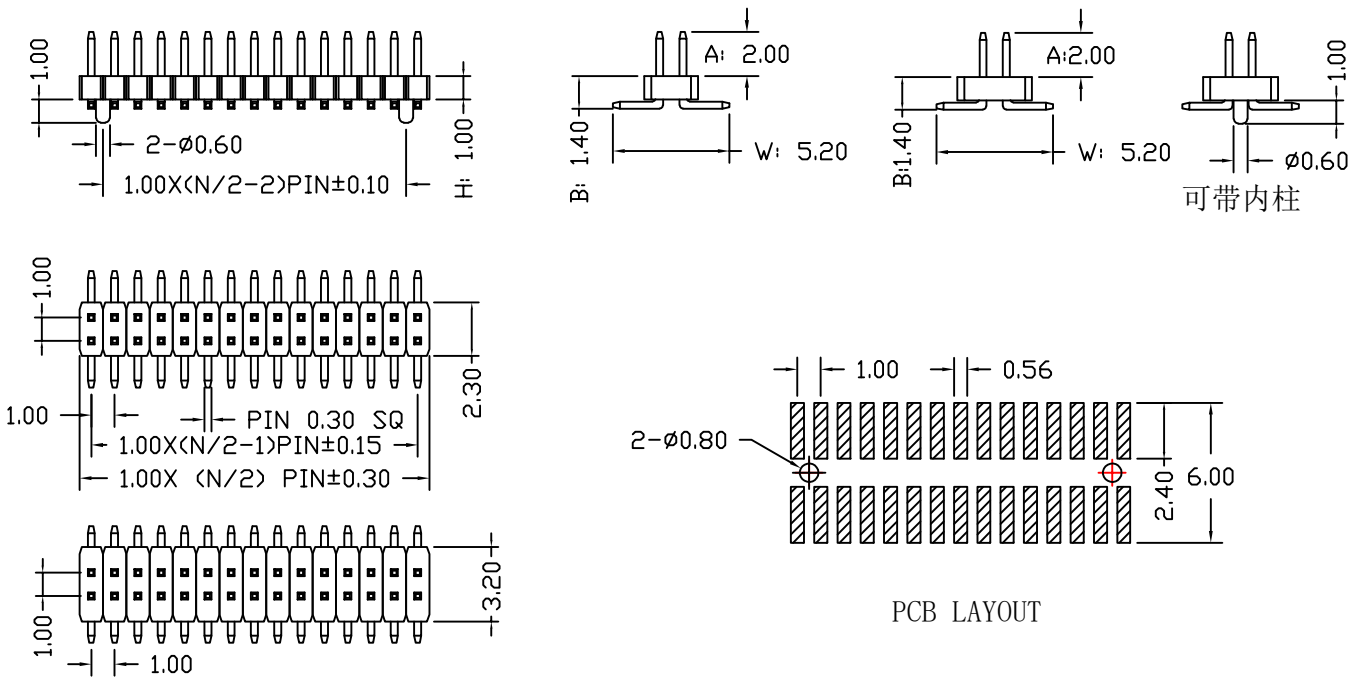 1.00
2-Ø0.60
1.00X(N/2-2)PIN±0.10
H: 1.00
A: 2.00
B: 1.40
W: 5.20
A:2.00
B:1.40
W: 5.20
1.00
Ø0.60
可带内柱
1.00
2.30
1.00
PIN 0.30 SQ
1.00X(N/2-1)PIN±0.15
1.00X (N/2) PIN±0.30
1.00
0.56
2-Ø0.80
2.40
6.00
PCB LAYOUT
3.20
1.00
1.00